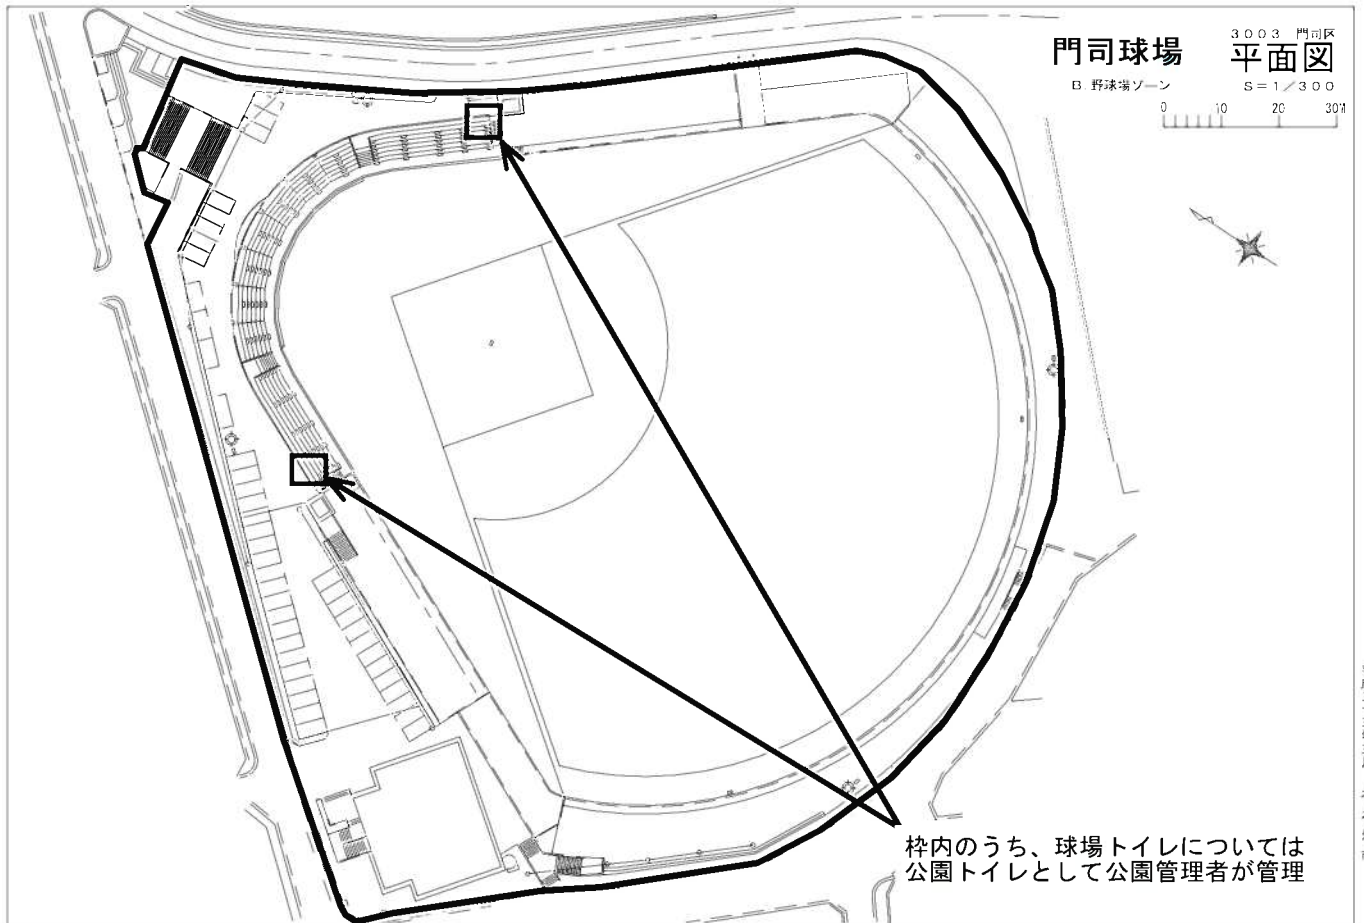 門司球場
3003 門司区
平面図
B.野球場ゾーン
S=1/300
0 10 20 30M
枠内のうち、球場トイレについては
公園トイレとして公園管理者が管理